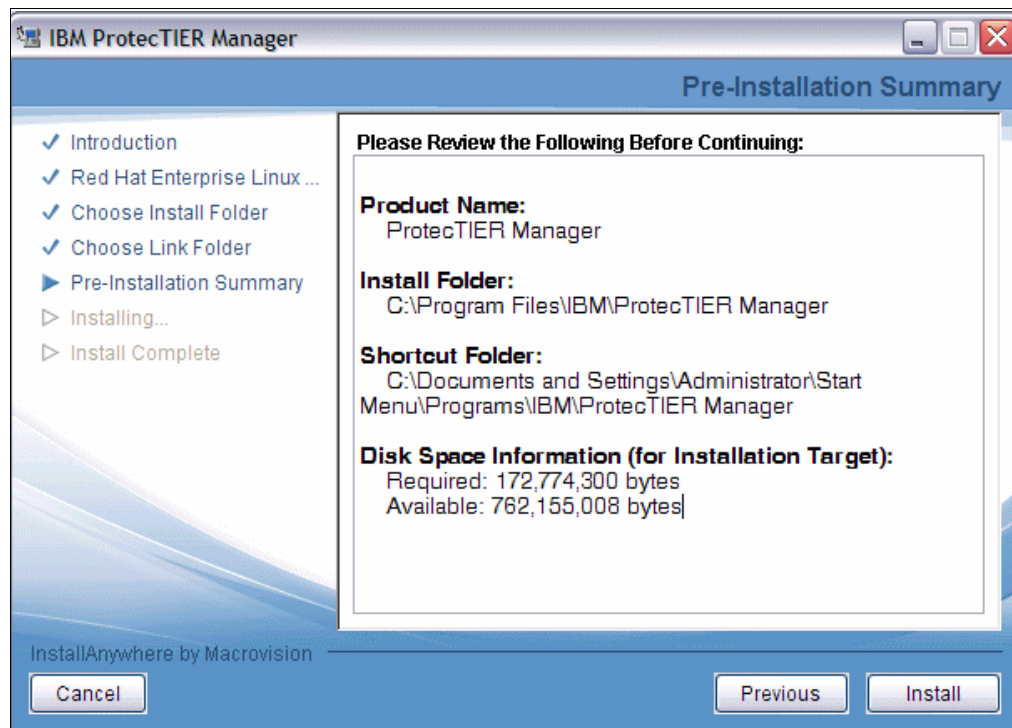 IBM ProtecTIER Manager
Pre-Installation Summary
Introduction
Red Hat Enterprise Linux ...
Choose Install Folder
Choose Link Folder
Pre-Installation Summary
Installing...
Install Complete
Please Review the Following Before Continuing:
Product Name:
ProtecTIER Manager
Install Folder:
C:\Program Files\IBM\ProtecTIER Manager
Shortcut Folder:
C:\Documents and Settings\Administrator\Start
Menu\Programs\IBM\ProtecTIER Manager
Disk Space Information (for Installation Target):
Required: 172,774,300 bytes
Available: 762,155,008 bytes
InstallAnywhere by Macrovision
Cancel
Previous
Install